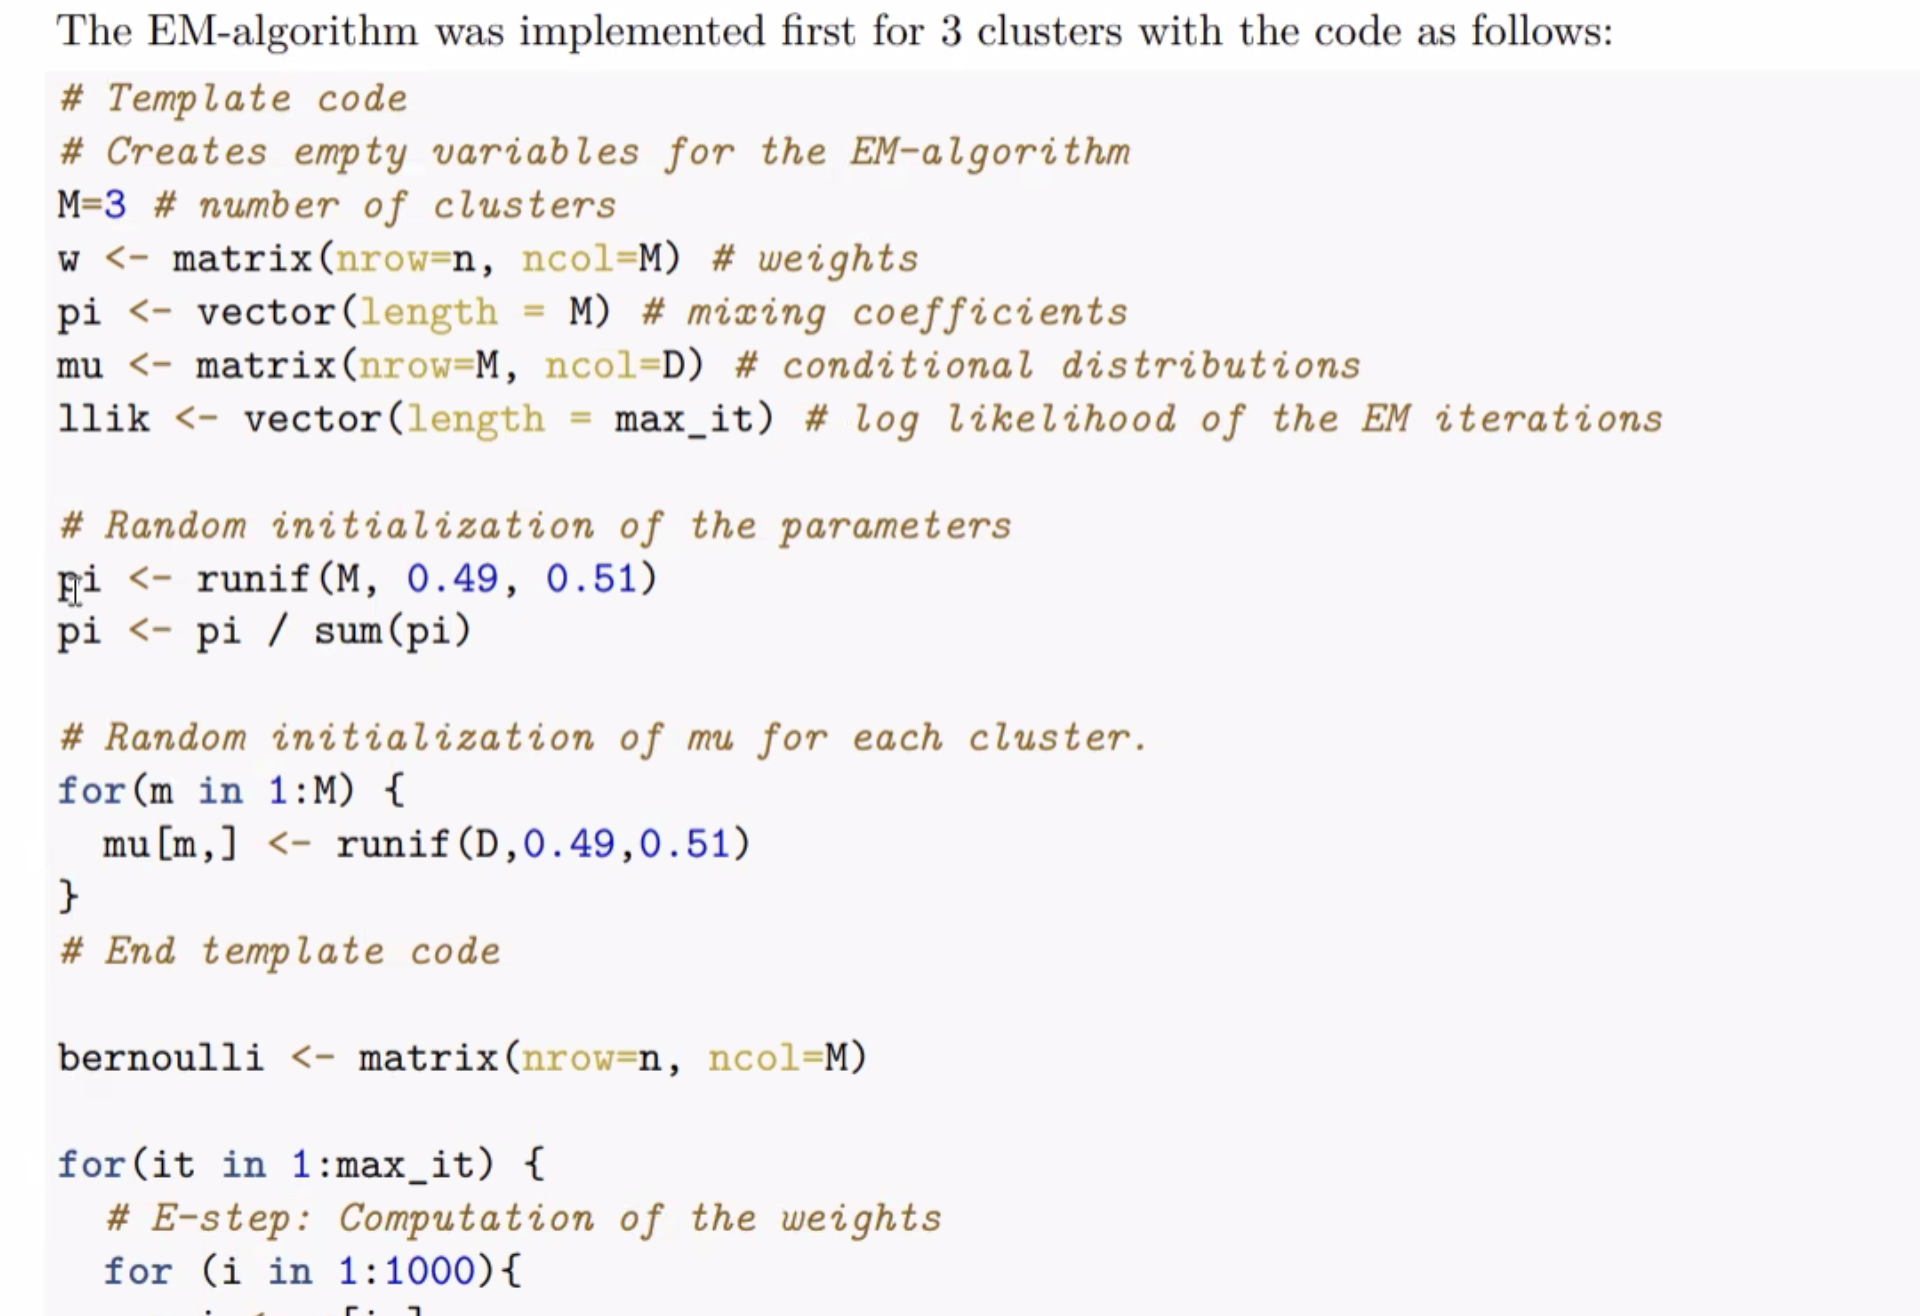 The EM-algorithm was implemented first for 3 clusters with the code as follows:
# Template code
# Creates empty variables for the EM-algorithm
M=3 # number of clusters
w <- matrix(nrow=n, ncol=M) # weights
pi <- vector(length = M) # mixing coefficients
mu <- matrix(nrow=M, ncol=D) # conditional distributions
llik <- vector(length = max_it) # log likelihood of the EM iterations
# Random initialization of the parameters
pi <- runif(M, 0.49, 0.51)
pi <- pi / sum(pi)
# Random initialization of mu for each cluster.
for(m in 1:M) {
mu[m,] <- runif(D,0.49,0.51)
}
# End template code
bernoulli <- matrix(nrow=n, ncol=M)
for(it in 1:max_it) {
# E-step: Computation of the weights
for (i in 1:1000){